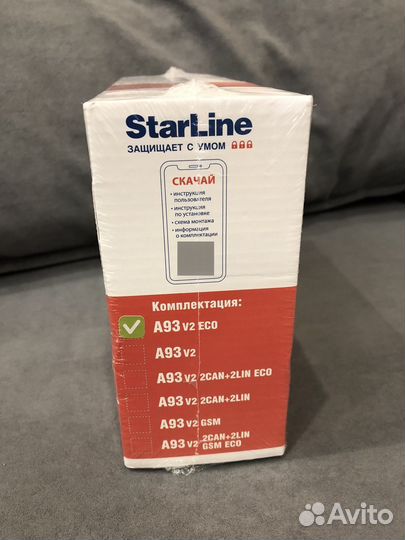 StarLine
ЗАЩИЩАЕТ С УМОМ
СКАЧАЙ
• инструкция
пользователя
• инструкция
по установке
• схема монтажа
• информация
о комплектации
Комплектация:
A93 V2 ECO
A93 V2
A93 V2 2CAN+2LIN ECO
A93 V2 2CAN+2LIN
A93 V2 GSM
A93 V2 2CAN+2LIN
GSM ECO
Avito